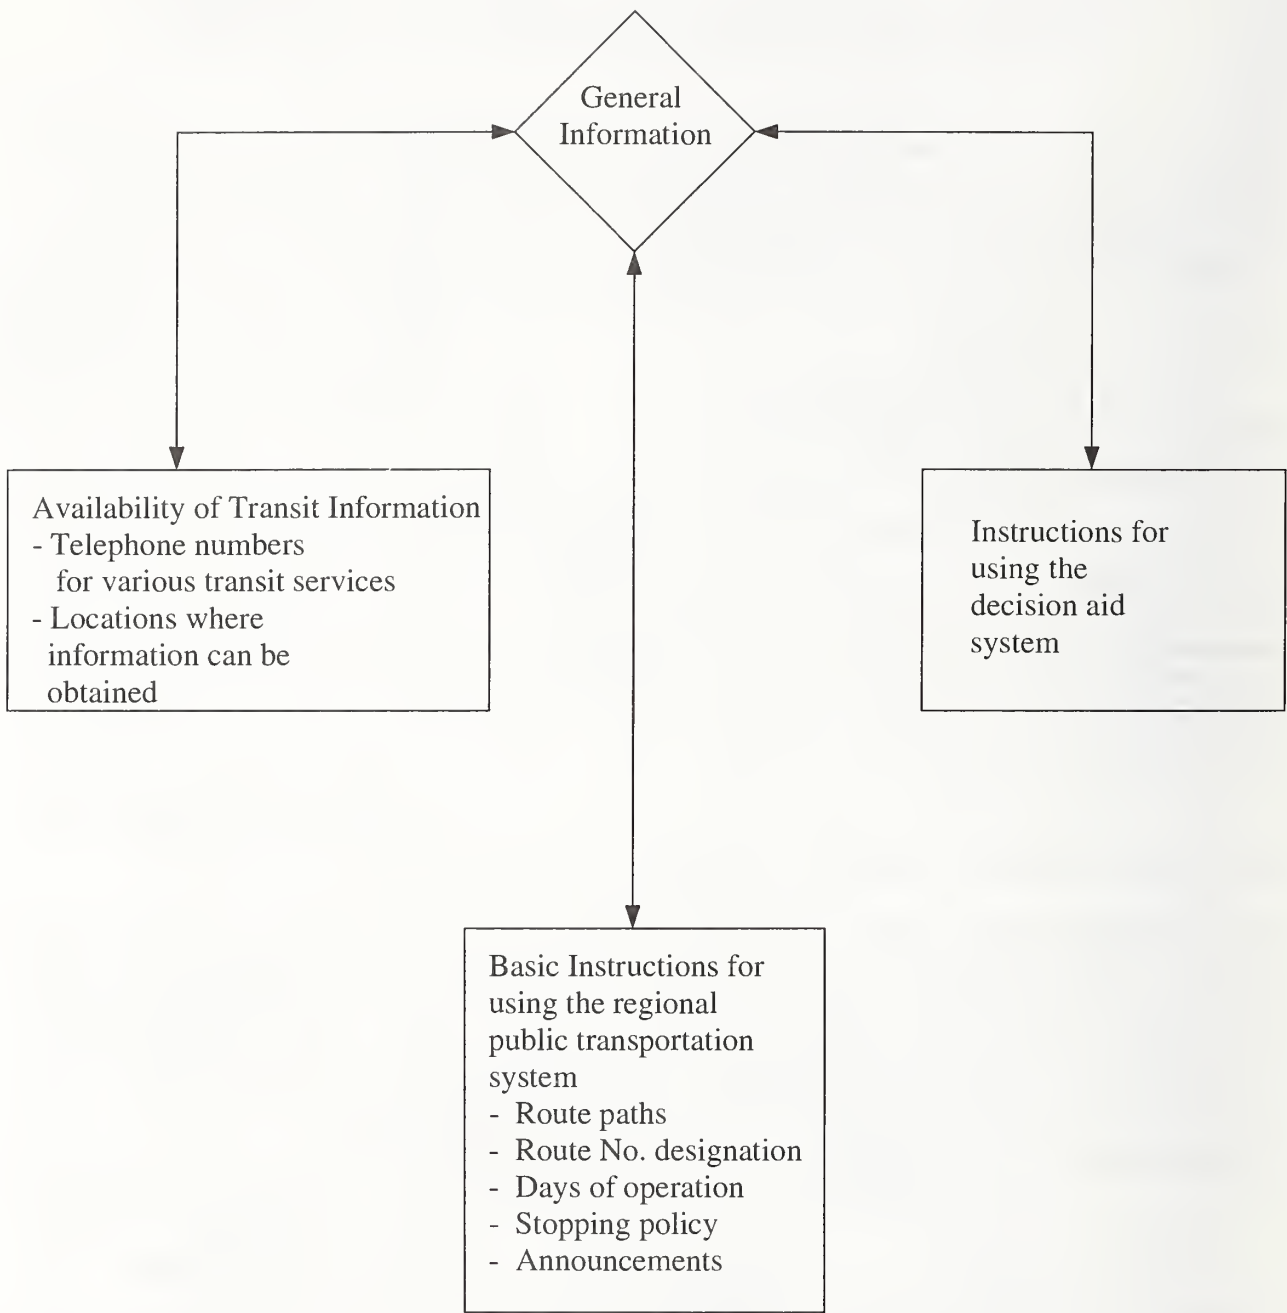 General
Information
Availability of Transit Information
- Telephone numbers
for various transit services
- Locations where
information can be
obtained
Instructions for
using the
decision aid
system
Basic Instructions for
using the regional
public transportation
system
- Route paths
- Route No. designation
- Days of operation
- Stopping policy
- Announcements